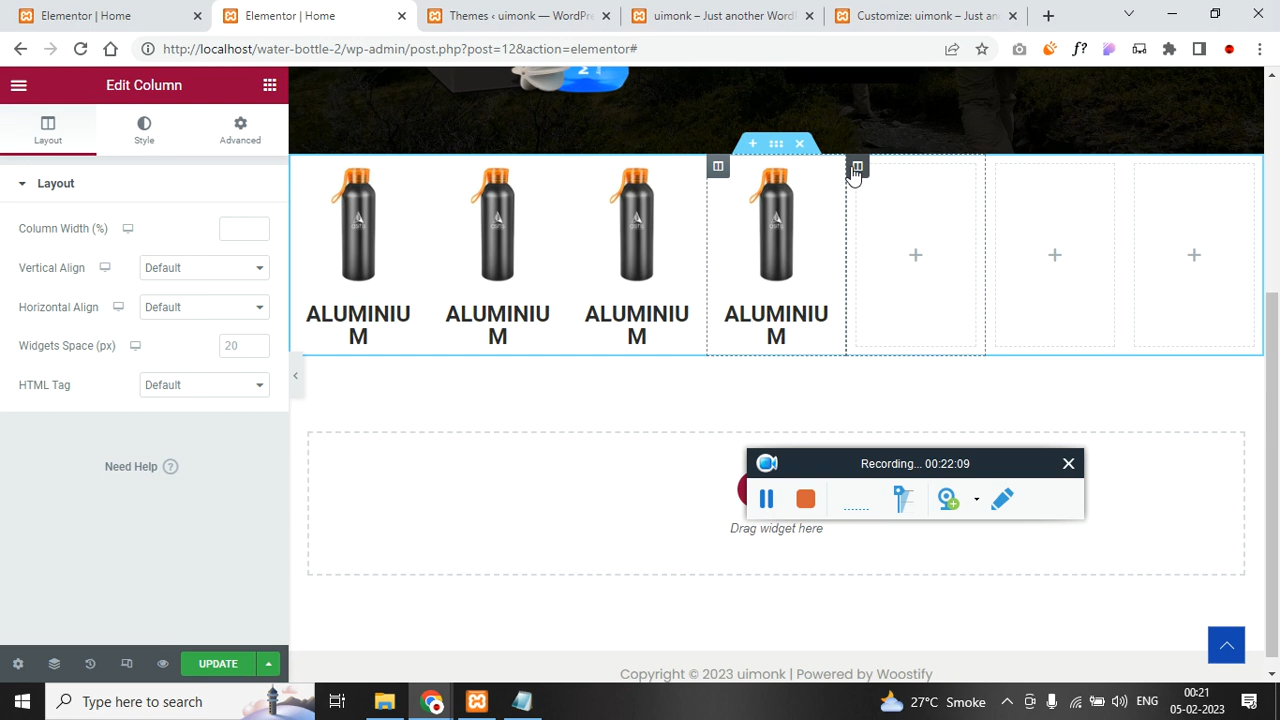 Elementor | Home
Elementor | Home
Themes ‹ uimonk — WordPre
uimonk – Just another Word
Customize: uimonk – Just an
http://localhost/water-bottle-2/wp-admin/post.php?post=12&action=elementor#
f?
Edit Column
Layout
Style
Advanced
Layout
Column Width (%)
Vertical Align
Default
Horizontal Align
Default
Widgets Space (px)
20
HTML Tag
Default
Need Help
UPDATE
2
ALUMINIU
M
ALUMINIU
M
ALUMINIU
M
ALUMINIU
M
Recording... 00:22:09
Drag widget here
Copyright © 2023 uimonk | Powered by Woostify
Type here to search
27°C Smoke
ENG
00:21
05-02-2023